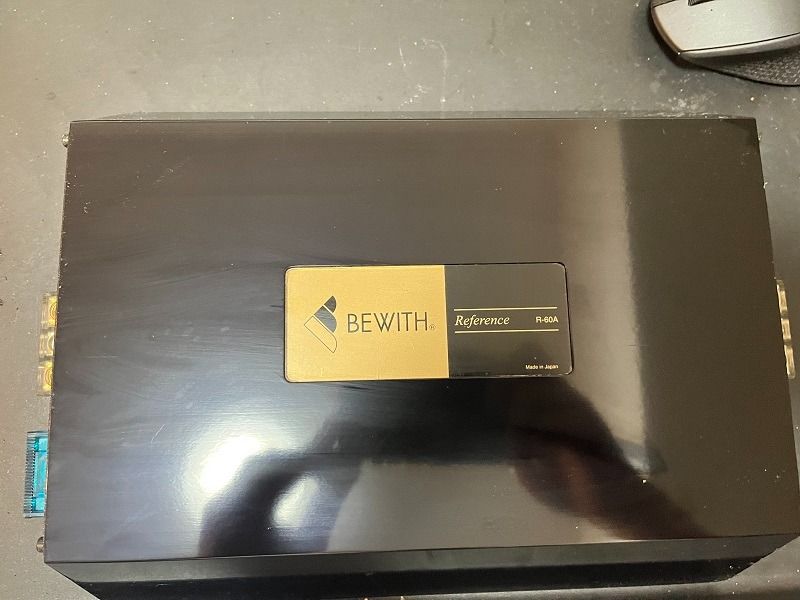 BEWITH®
Reference R-60A
Made in Japan